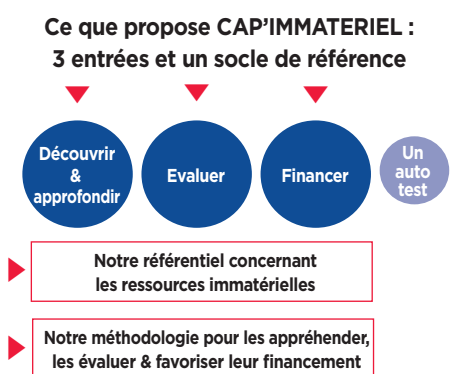 Ce que propose CAP'IMMATERIEL :
3 entrées et un socle de référence
Découvrir
&
approfondir
Evaluer
Financer
Un
auto
test
Notre référentiel concernant
les ressources immatérielles
Notre méthodologie pour les appréhender,
les évaluer & favoriser leur financement